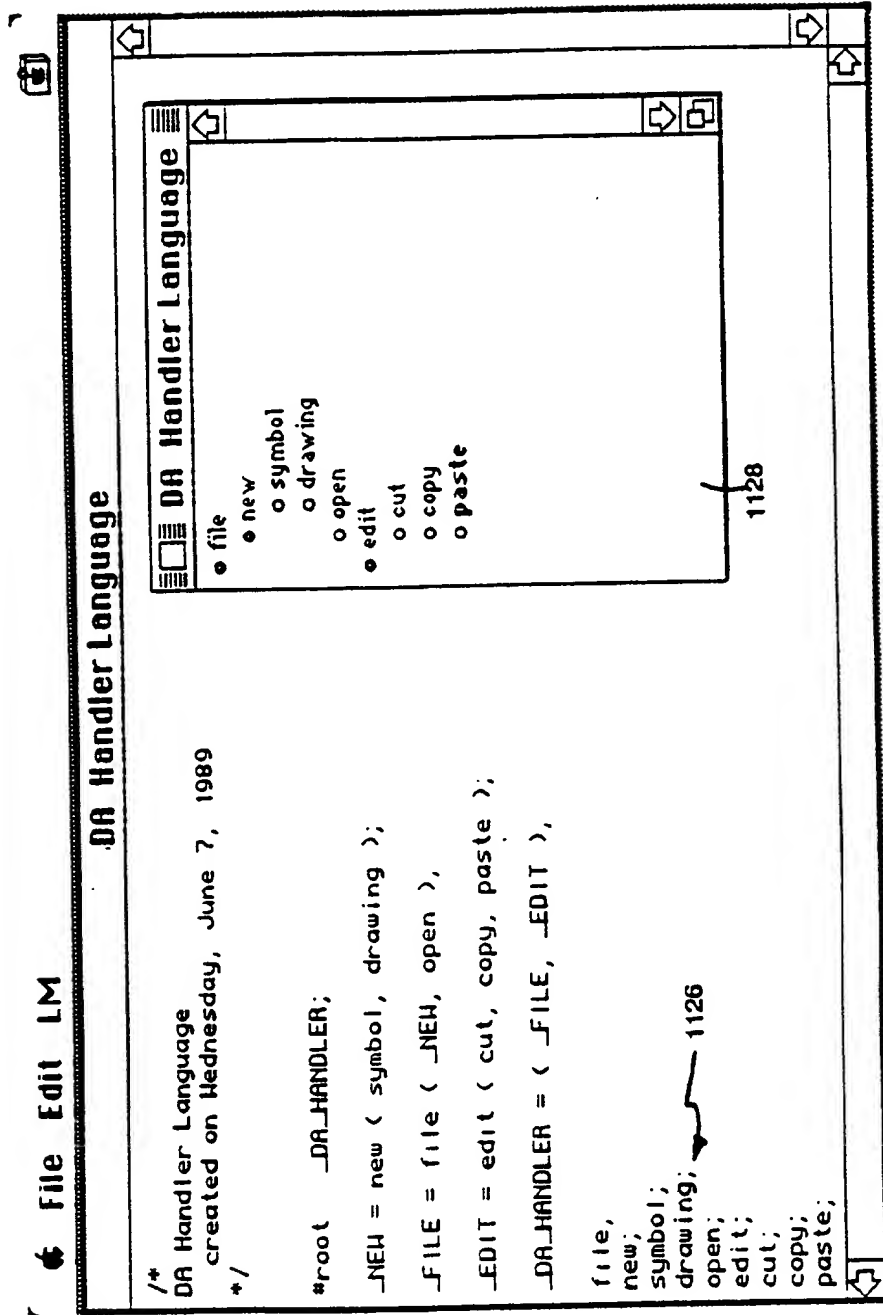 File Edit LM
DA Handler Language
/*
DA Handler Language
created on Wednesday, June 7, 1989
*/
#root _DA_HANDLER;
_NEW = new ( symbol, drawing );
_FILE = file ( _NEW, open ),
_EDIT = edit ( cut, copy, paste );
_DA_HANDLER = ( _FILE, _EDIT ),
file,
new;
symbol;
drawing;
open;
edit;
cut;
copy;
paste;
1126
DA Handler Language
file
new
symbol
drawing
open
edit
cut
copy
paste
1128